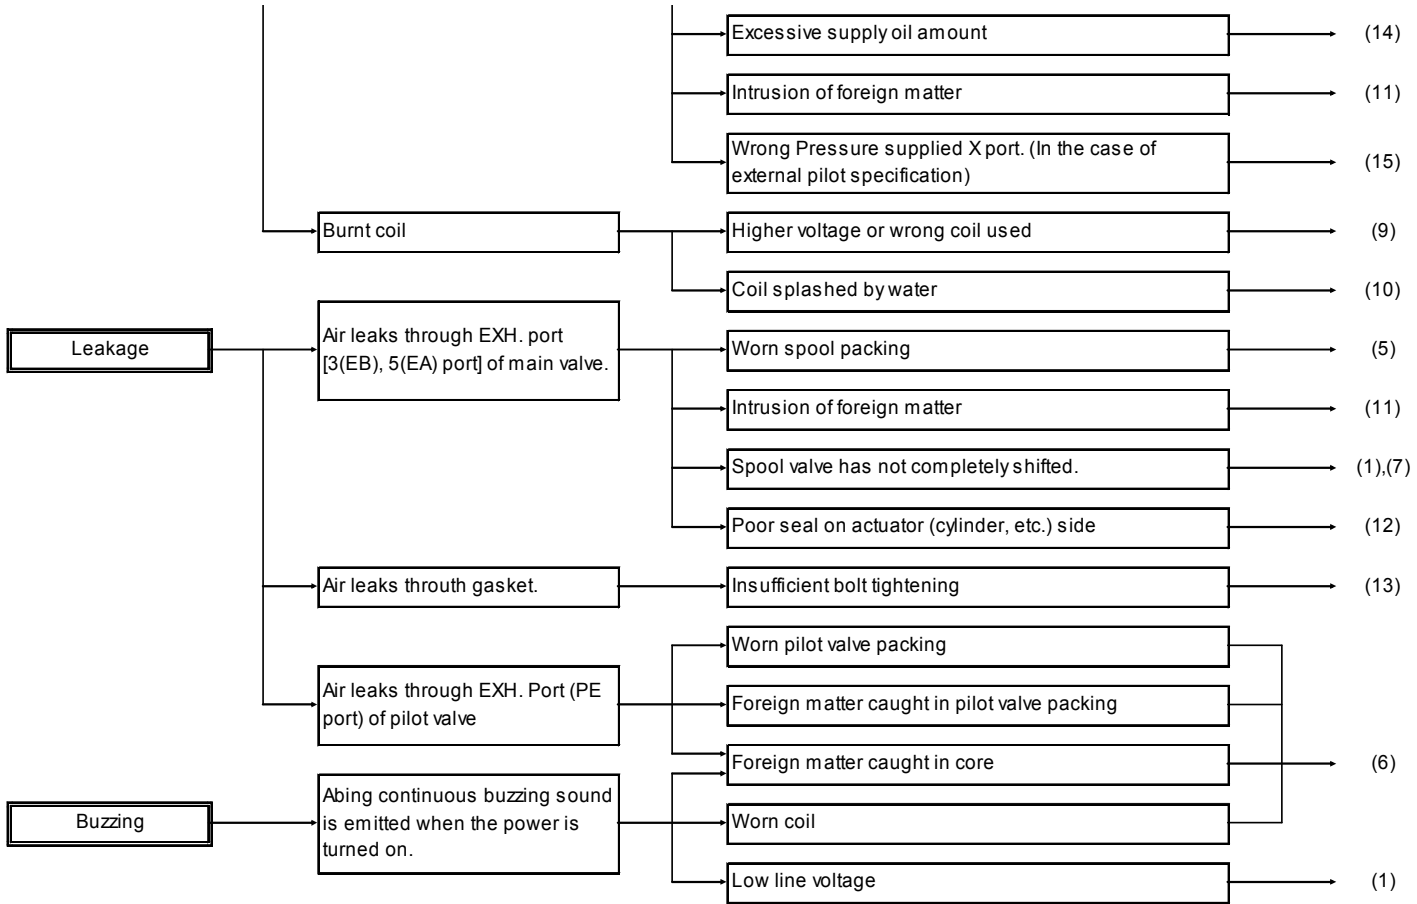 Excessive supply oil amount
(14)
Intrusion of foreign matter
(11)
Wrong Pressure supplied X port. (In the case of
external pilot specification)
(15)
Burnt coil
Higher voltage or wrong coil used
(9)
Coil splashed by water
(10)
Leakage
Air leaks through EXH. port
[3(EB), 5(EA) port] of main valve.
Worn spool packing
(5)
Intrusion of foreign matter
(11)
Spool valve has not completely shifted.
(1),(7)
Poor seal on actuator (cylinder, etc.) side
(12)
Air leaks throuth gasket.
Insufficient bolt tightening
(13)
Air leaks through EXH. Port (PE
port) of pilot valve
Worn pilot valve packing
Foreign matter caught in pilot valve packing
Foreign matter caught in core
(6)
Buzzing
Abing continuous buzzing sound
is emitted when the power is
turned on.
Worn coil
Low line voltage
(1)